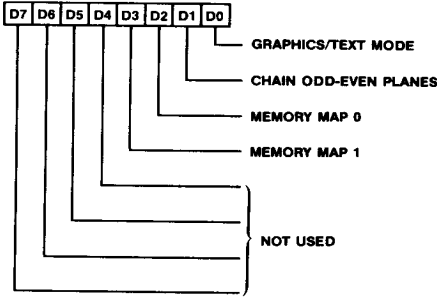 D7 D6 D5 D4 D3 D2 D1 D0
GRAPHICS/TEXT MODE
CHAIN ODD-EVEN PLANES
MEMORY MAP 0
MEMORY MAP 1
NOT USED